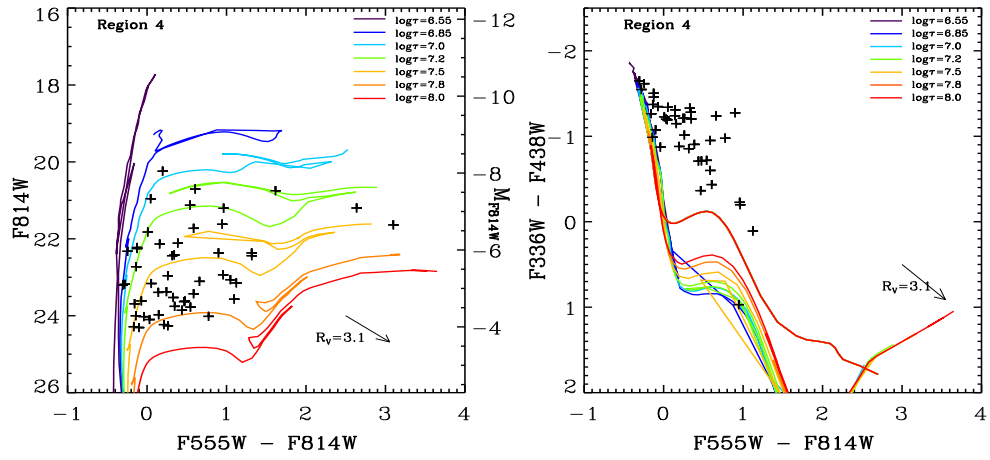 Region 4
logτ=6.55
logτ=6.85
logτ=7.0
logτ=7.2
logτ=7.5
logτ=7.8
logτ=8.0
16
18
20
22
24
26
F814W
−12
−10
−8
−6
−4
M_F814W
R_V=3.1
−1 0 1 2 3 4
F555W − F814W
Region 4
logτ=6.55
logτ=6.85
logτ=7.0
logτ=7.2
logτ=7.5
logτ=7.8
logτ=8.0
−2
−1
0
1
2
F336W − F438W
R_V=3.1
−1 0 1 2 3 4
F555W − F814W